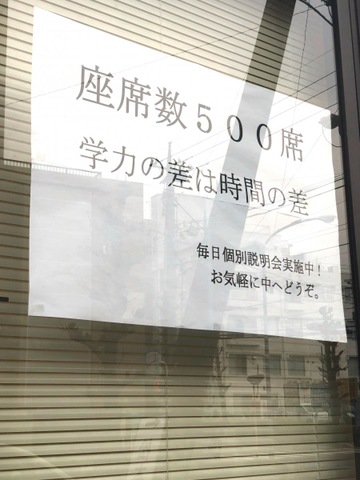 座席数５００席
学力の差は時間の差
毎日個別説明会実施中！
お気軽に中へどうぞ。